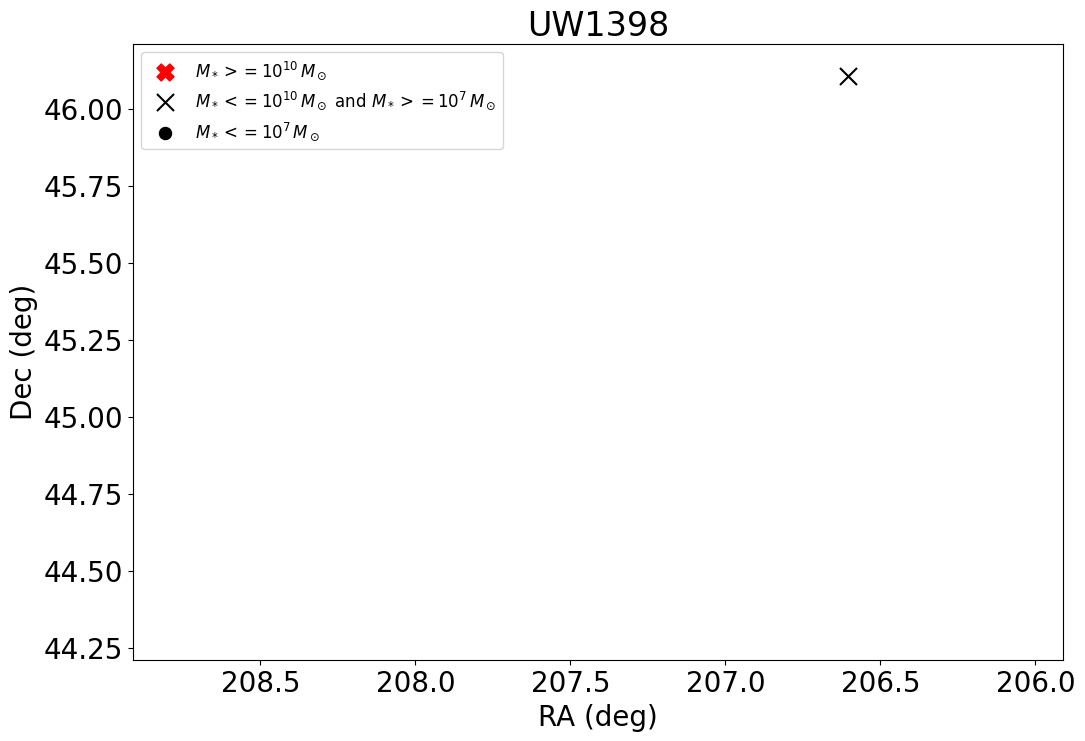 UW1398
M* >= 10^10 M⊙
M* <= 10^10 M⊙ and M* >= 10^7 M⊙
M* <= 10^7 M⊙
46.00
45.75
45.50
45.25
45.00
44.75
44.50
44.25
Dec (deg)
208.5 208.0 207.5 207.0 206.5 206.0
RA (deg)